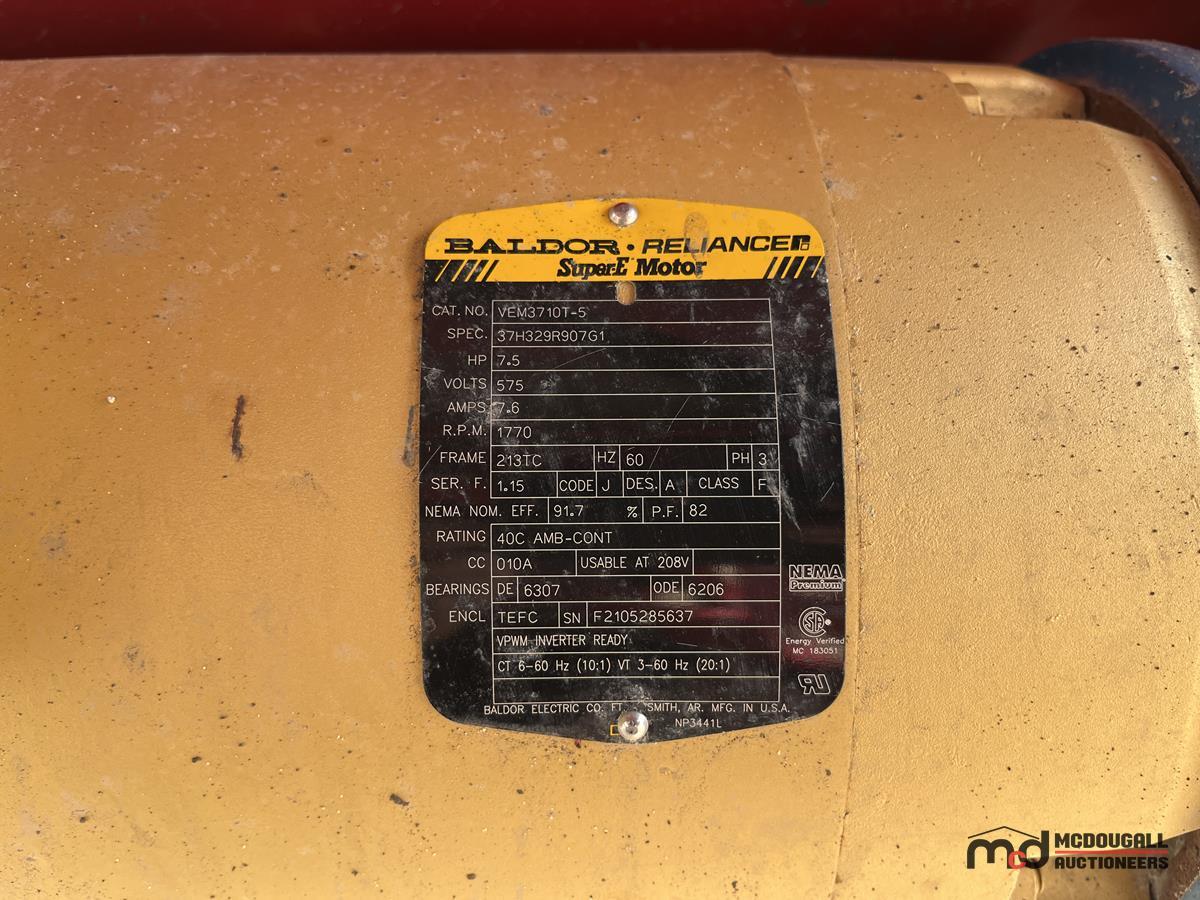 BALDOR • RELIANCER
Super-E Motor
CAT. NO. VEM3710T-5
SPEC. 37H329R907G1
HP 7.5
VOLTS 575
AMPS 7.6
R.P.M. 1770
FRAME 213TC HZ 60 PH 3
SER. F. 1.15 CODE J DES. A CLASS F
NEMA NOM. EFF. 91.7 % P.F. 82
RATING 40C AMB-CONT
CC 010A USABLE AT 208V
BEARINGS DE 6307 ODE 6206
ENCL TEFC SN F2105285637
VPWM INVERTER READY
CT 6-60 Hz (10:1) VT 3-60 Hz (20:1)
NEMA
Premium
CSA
Energy Verified
MC 183051
BALDOR ELECTRIC CO. FT. SMITH, AR. MFG. IN U.S.A.
NP3441L
mcd MCDOUGALL
AUCTIONEERS